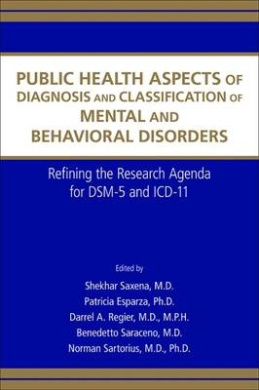 PUBLIC HEALTH ASPECTS OF
DIAGNOSIS AND CLASSIFICATION OF
MENTAL AND
BEHAVIORAL DISORDERS
Refining the Research Agenda
for DSM-5 and ICD-11
Edited by
Shekhar Saxena, M.D.
Patricia Esparza, Ph.D.
Darrel A. Regier, M.D., M.P.H.
Benedetto Saraceno, M.D.
Norman Sartorius, M.D., Ph.D.